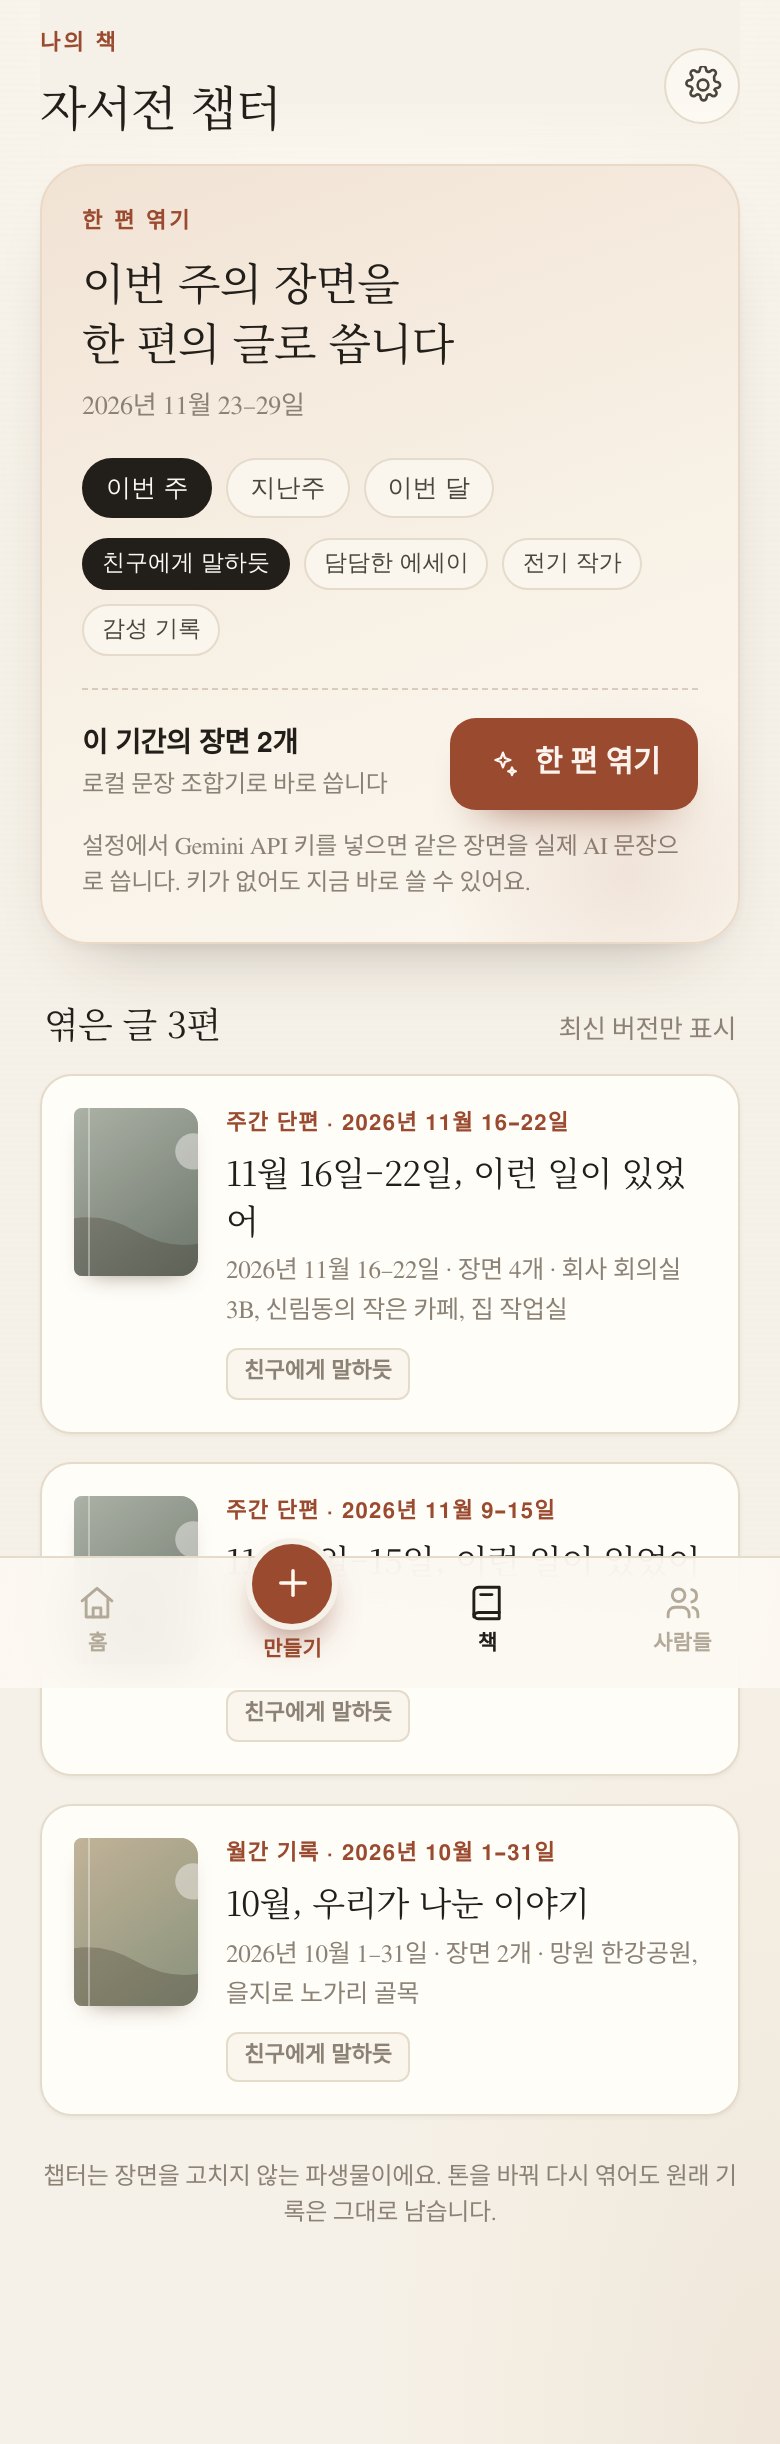 나의 책
자서전 챕터
한 편 엮기
이번 주의 장면을
한 편의 글로 씁니다
2026년 11월 23–29일
이번 주 지난주 이번 달
친구에게 말하듯 담담한 에세이 전기 작가
감성 기록
이 기간의 장면 2개
로컬 문장 조합기로 바로 씁니다
한 편 엮기
설정에서 Gemini API 키를 넣으면 같은 장면을 실제 AI 문장으
로 씁니다. 키가 없어도 지금 바로 쓸 수 있어요.
엮은 글 3편
최신 버전만 표시
주간 단편 · 2026년 11월 16–22일
11월 16일–22일, 이런 일이 있었
어
2026년 11월 16–22일 · 장면 4개 · 회사 회의실
3B, 신림동의 작은 카페, 집 작업실
친구에게 말하듯
주간 단편 · 2026년 11월 9–15일
일–15일, 이런 일이 있었어
홈 만들기 책 사람들
친구에게 말하듯
월간 기록 · 2026년 10월 1–31일
10월, 우리가 나눈 이야기
2026년 10월 1–31일 · 장면 2개 · 망원 한강공원,
을지로 노가리 골목
친구에게 말하듯
챕터는 장면을 고치지 않는 파생물이에요. 톤을 바꿔 다시 엮어도 원래 기
록은 그대로 남습니다.